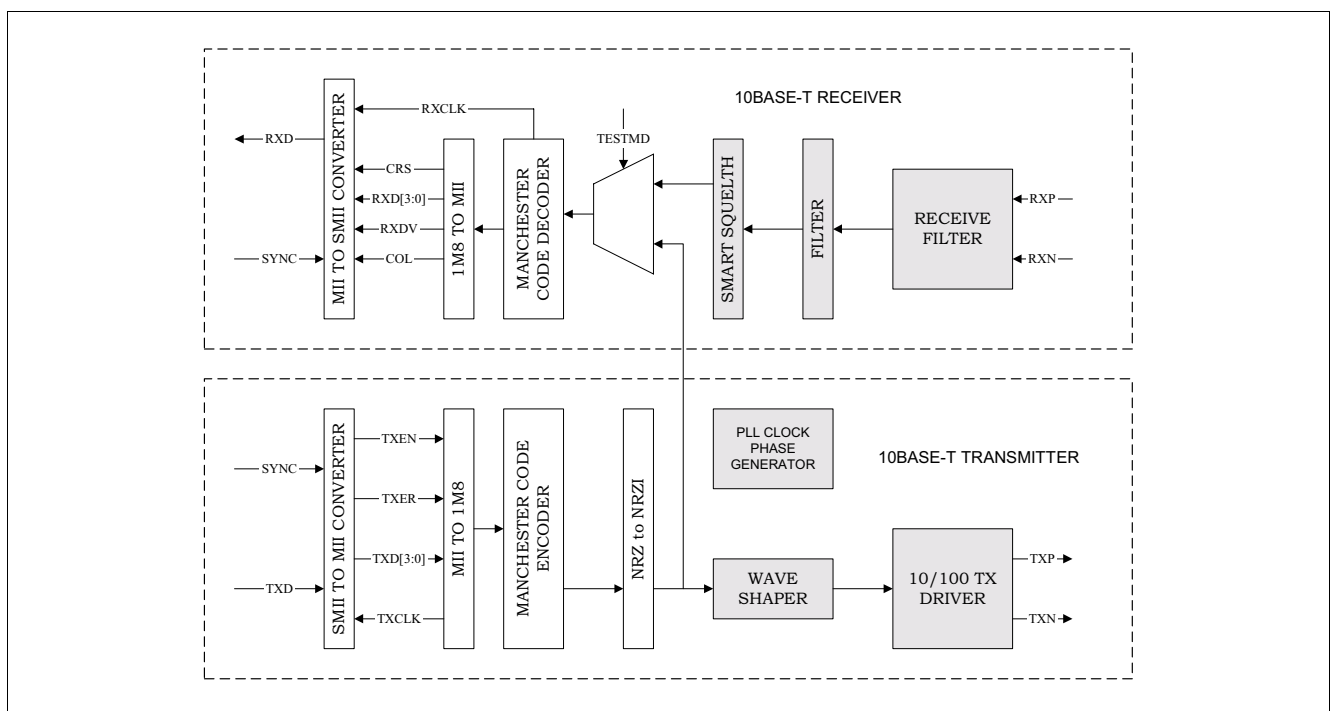 10BASE-T RECEIVER
MII TO SMII CONVERTER
RXD
SYNC
RXCLK
CRS
RXD[3:0]
RXDV
COL
1M8 TO MII
MANCHESTER
CODE DECODER
TESTMD
SMART SQUELTH
FILTER
RECEIVE
FILTER
RXP
RXN
10BASE-T TRANSMITTER
SYNC
TXD
SMII TO MII CONVERTER
TXEN
TXER
TXD[3:0]
TXCLK
MII TO 1M8
MANCHESTER CODE
ENCODER
NRZ to NRZI
PLL CLOCK
PHASE
GENERATOR
WAVE
SHAPER
10/100 TX
DRIVER
TXP
TXN